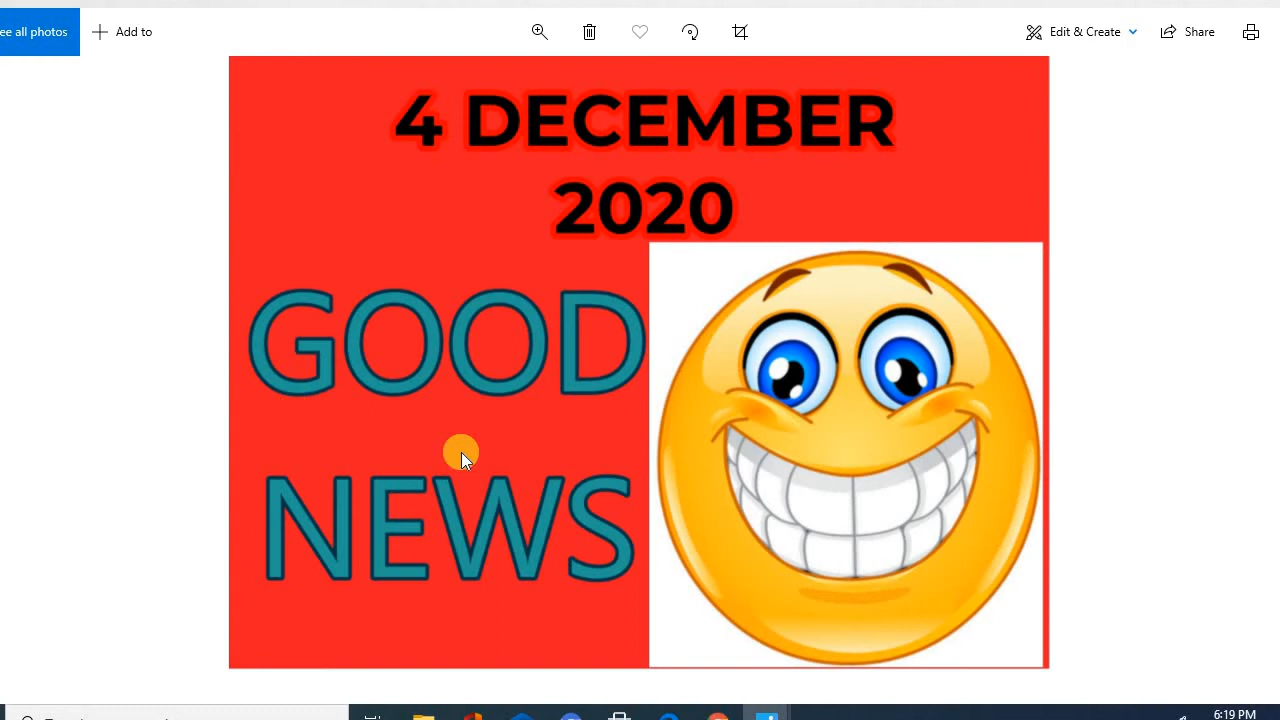 ee all photos
Add to
Edit & Create
Share
4 DECEMBER
2020
GOOD
NEWS
6:19 PM